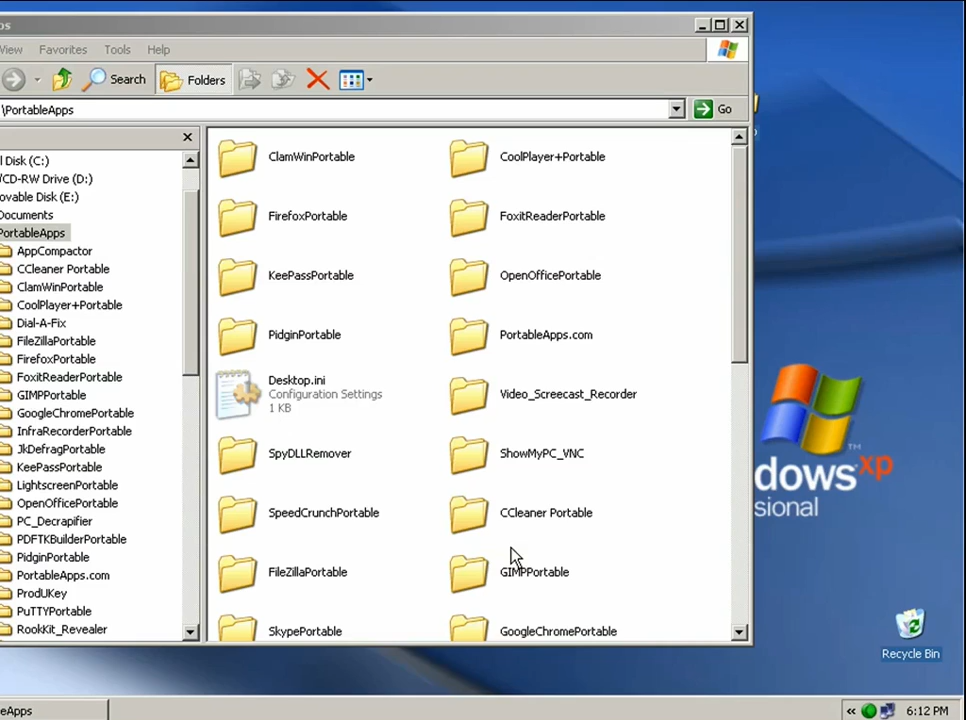 ps
View Favorites Tools Help
Search Folders
\PortableApps Go
l Disk (C:)
/CD-RW Drive (D:)
ovable Disk (E:)
Documents
PortableApps
AppCompactor
CCleaner Portable
ClamWinPortable
CoolPlayer+Portable
Dial-A-Fix
FileZillaPortable
FirefoxPortable
FoxitReaderPortable
GIMPPortable
GoogleChromePortable
InfraRecorderPortable
JkDefragPortable
KeePassPortable
LightscreenPortable
OpenOfficePortable
PC_Decrapifier
PDFTKBuilderPortable
PidginPortable
PortableApps.com
ProdUKey
PuTTYPortable
RookKit_Revealer
ClamWinPortable
CoolPlayer+Portable
FirefoxPortable
FoxitReaderPortable
KeePassPortable
OpenOfficePortable
PidginPortable
PortableApps.com
Desktop.ini
Configuration Settings
1 KB
Video_Screecast_Recorder
SpyDLLRemover
ShowMyPC_VNC
SpeedCrunchPortable
CCleaner Portable
FileZillaPortable
GIMPPortable
SkypePortable
GoogleChromePortable
dows xp
sional
TM
Recycle Bin
eApps
« 6:12 PM